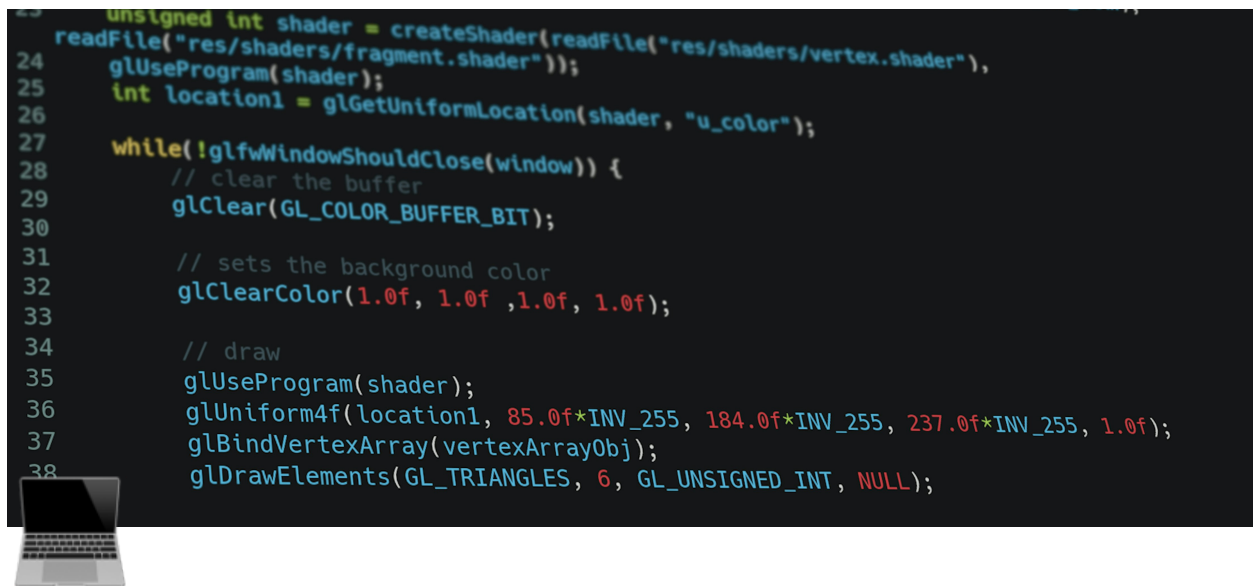 23 unsigned int shader = createShader(readFile("res/shaders/vertex.shader"),
readFile("res/shaders/fragment.shader"));
24 glUseProgram(shader);
25 int location1 = glGetUniformLocation(shader, "u_color");
26
27 while(!glfwWindowShouldClose(window)) {
28 // clear the buffer
29 glClear(GL_COLOR_BUFFER_BIT);
30
31 // sets the background color
32 glClearColor(1.0f, 1.0f ,1.0f, 1.0f);
33
34 // draw
35 glUseProgram(shader);
36 glUniform4f(location1, 85.0f*INV_255, 184.0f*INV_255, 237.0f*INV_255, 1.0f);
37 glBindVertexArray(vertexArrayObj);
38 glDrawElements(GL_TRIANGLES, 6, GL_UNSIGNED_INT, NULL);